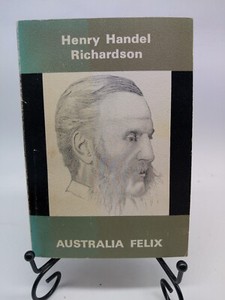 Henry Handel
Richardson
AUSTRALIA FELIX